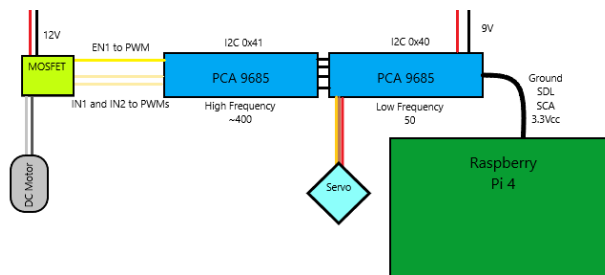 12V
MOSFET
EN1 to PWM
IN1 and IN2 to PWMs
DC Motor
I2C 0x41
PCA 9685
High Frequency
~400
I2C 0x40
PCA 9685
Low Frequency
50
9V
Servo
Ground
SDL
SCA
3.3Vcc
Raspberry
Pi 4